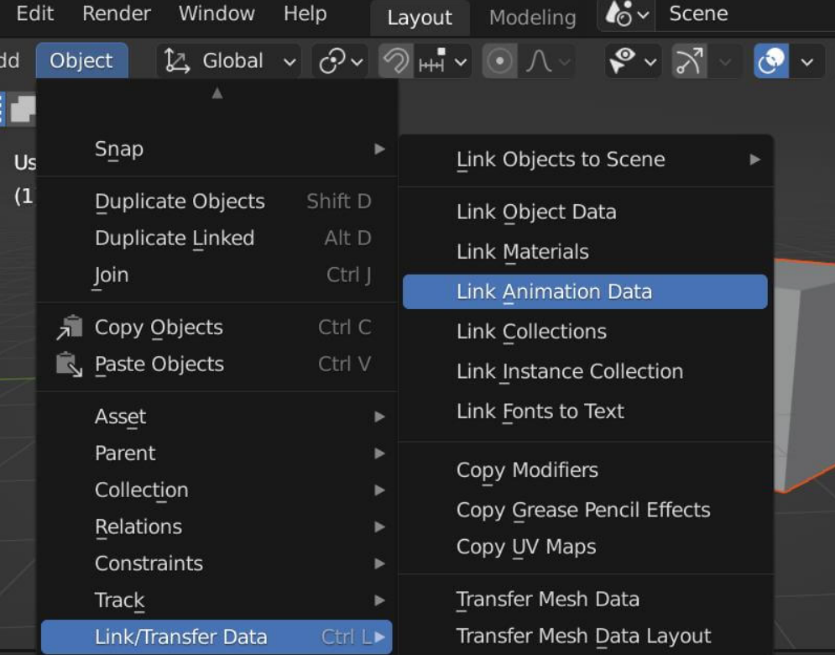 Edit Render Window Help Layout Modeling Scene
dd Object Global
Us
(1
Snap
Duplicate Objects Shift D
Duplicate Linked Alt D
Join Ctrl J
Copy Objects Ctrl C
Paste Objects Ctrl V
Asset
Parent
Collection
Relations
Constraints
Track
Link/Transfer Data Ctrl L
Link Objects to Scene
Link Object Data
Link Materials
Link Animation Data
Link Collections
Link Instance Collection
Link Fonts to Text
Copy Modifiers
Copy Grease Pencil Effects
Copy UV Maps
Transfer Mesh Data
Transfer Mesh Data Layout